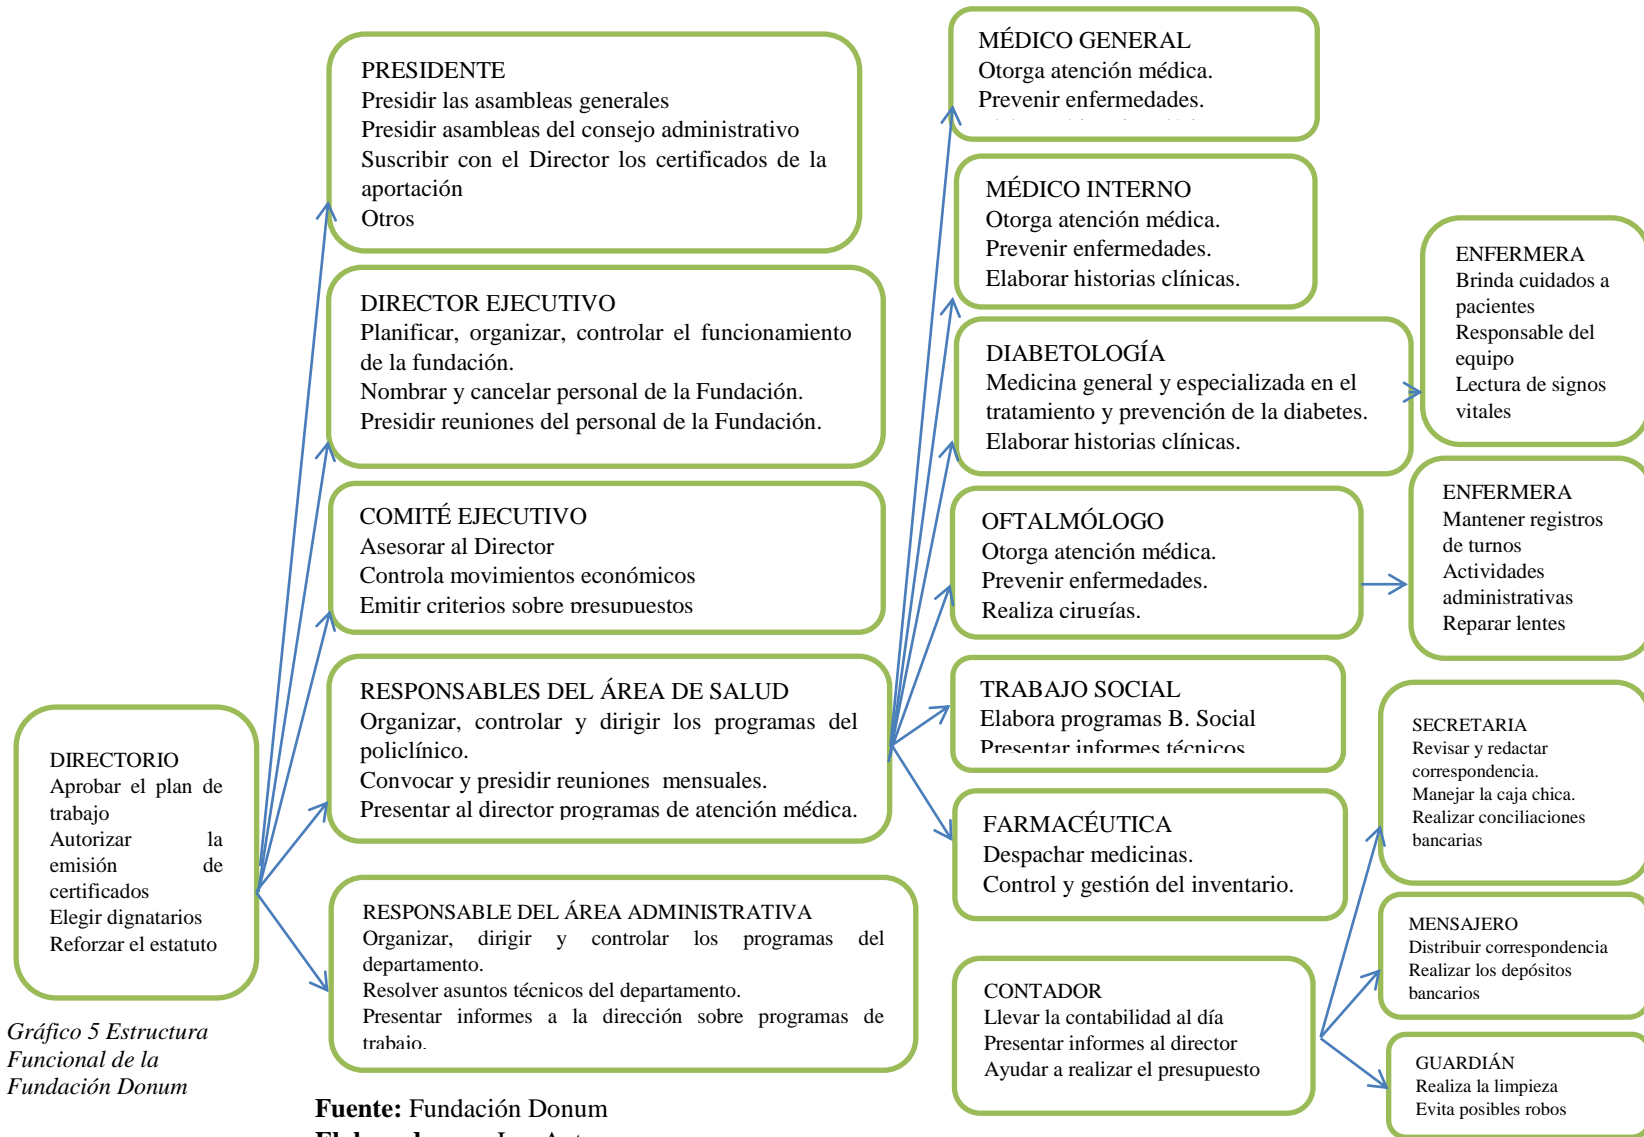 DIRECTORIO
Aprobar el plan de
trabajo
Autorizar la
emisión de
certificados
Elegir dignatarios
Reforzar el estatuto
Gráfico 5 Estructura
Funcional de la
Fundación Donum
PRESIDENTE
Presidir las asambleas generales
Presidir asambleas del consejo administrativo
Suscribir con el Director los certificados de la
aportación
Otros
DIRECTOR EJECUTIVO
Planificar, organizar, controlar el funcionamiento
de la fundación.
Nombrar y cancelar personal de la Fundación.
Presidir reuniones del personal de la Fundación.
COMITÉ EJECUTIVO
Asesorar al Director
Controla movimientos económicos
Emitir criterios sobre presupuestos
RESPONSABLES DEL ÁREA DE SALUD
Organizar, controlar y dirigir los programas del
policlínico.
Convocar y presidir reuniones mensuales.
Presentar al director programas de atención médica.
RESPONSABLE DEL ÁREA ADMINISTRATIVA
Organizar, dirigir y controlar los programas del
departamento.
Resolver asuntos técnicos del departamento.
Presentar informes a la dirección sobre programas de
trabajo.
Fuente: Fundación Donum
MÉDICO GENERAL
Otorga atención médica.
Prevenir enfermedades.
MÉDICO INTERNO
Otorga atención médica.
Prevenir enfermedades.
Elaborar historias clínicas.
DIABETOLOGÍA
Medicina general y especializada en el
tratamiento y prevención de la diabetes.
Elaborar historias clínicas.
OFTALMÓLOGO
Otorga atención médica.
Prevenir enfermedades.
Realiza cirugías.
TRABAJO SOCIAL
Elabora programas B. Social
Presentar informes técnicos
FARMACÉUTICA
Despachar medicinas.
Control y gestión del inventario.
CONTADOR
Llevar la contabilidad al día
Presentar informes al director
Ayudar a realizar el presupuesto
ENFERMERA
Brinda cuidados a
pacientes
Responsable del
equipo
Lectura de signos
vitales
ENFERMERA
Mantener registros
de turnos
Actividades
administrativas
Reparar lentes
SECRETARIA
Revisar y redactar
correspondencia.
Manejar la caja chica.
Realizar conciliaciones
bancarias
MENSAJERO
Distribuir correspondencia
Realizar los depósitos
bancarios
GUARDIÁN
Realiza la limpieza
Evita posibles robos